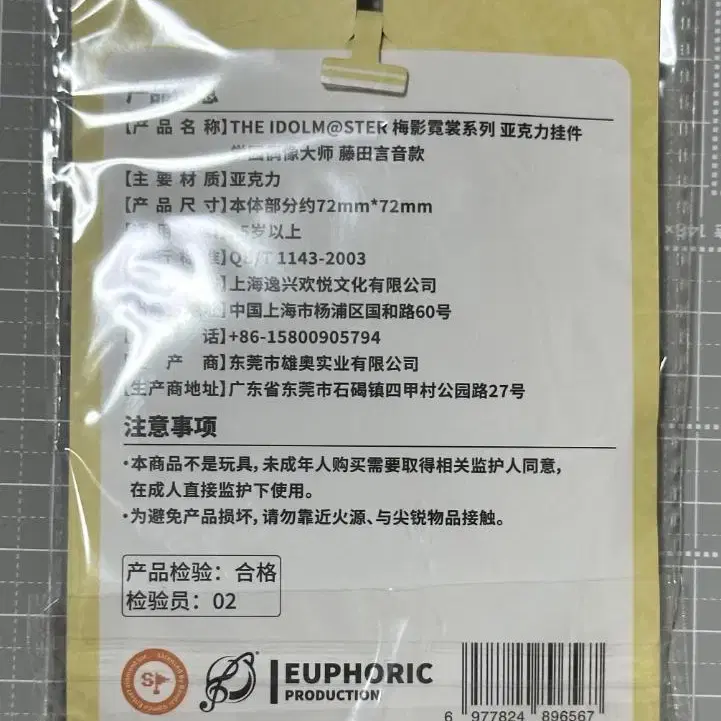 【产品名称】THE IDOLM@STER 梅影霓裳系列 亚克力挂件
偶像大师 藤田言音款
【主要材质】亚克力
【产品尺寸】本体部分约72mm*72mm
5岁以上
1143-2003
上海逸兴欢悦文化有限公司
中国上海市杨浦区国和路60号
话】+86-15800905794
产商】东莞市雄奥实业有限公司
【生产商地址】广东省东莞市石碣镇四甲村公园路27号
注意事项
·本商品不是玩具,未成年人购买需要取得相关监护人同意,
在成人直接监护下使用。
·为避免产品损坏,请勿靠近火源、与尖锐物品接触。
产品检验：合格
检验员：02
EUPHORIC
PRODUCTION
6 977824 896567